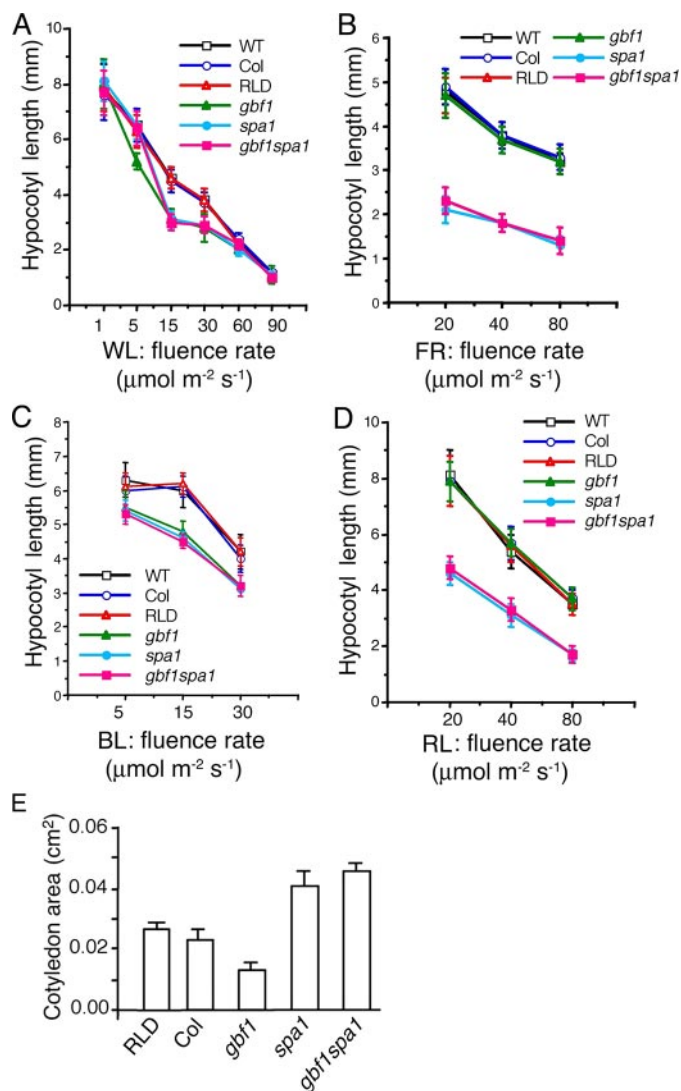 A
Hypocotyl length (mm)
10
8
6
4
2
0
WT
Col
RLD
gbf1
spa1
gbf1spa1
1 5 15 30 60 90
WL: fluence rate
(μmol m⁻² s⁻¹)
B
Hypocotyl length (mm)
6
5
4
3
2
1
0
WT
Col
RLD
gbf1
spa1
gbf1spa1
20 40 80
FR: fluence rate
(μmol m⁻² s⁻¹)
C
Hypocotyl length (mm)
8
7
6
5
4
3
2
1
0
WT
Col
RLD
gbf1
spa1
gbf1spa1
5 15 30
BL: fluence rate
(μmol m⁻² s⁻¹)
D
Hypocotyl length (mm)
10
8
6
4
2
0
WT
Col
RLD
gbf1
spa1
gbf1spa1
20 40 80
RL: fluence rate
(μmol m⁻² s⁻¹)
E
Cotyledon area (cm²)
0.06
0.04
0.02
0.00
RLD Col gbf1 spa1 gbf1spa1